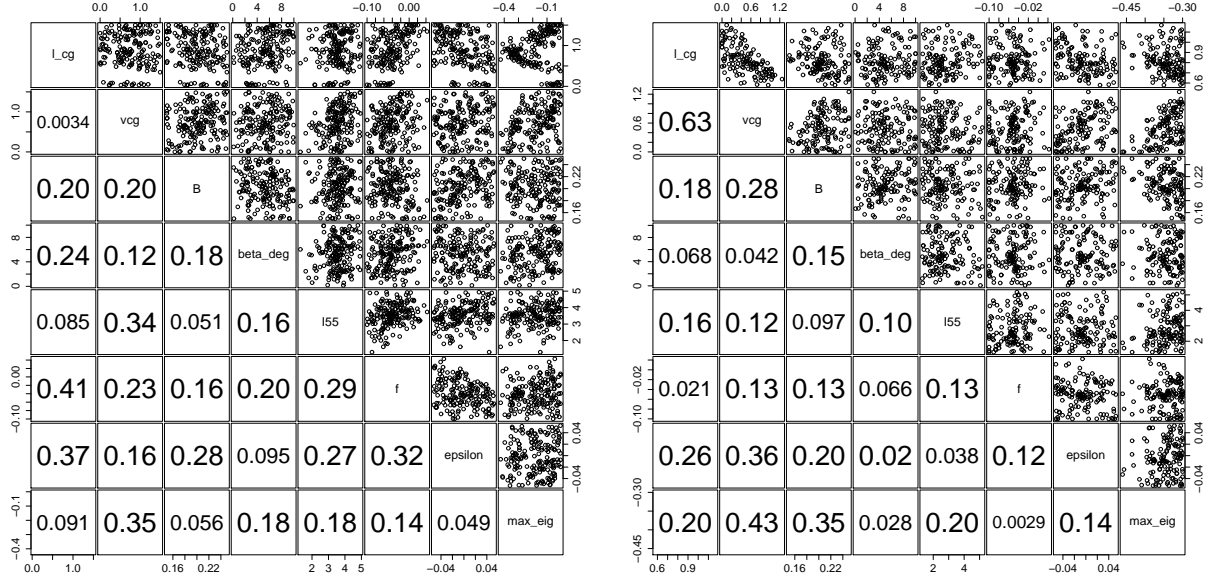 0.0 1.0
0 4 8
−0.10 0.00
−0.4 −0.1
l_cg
0.0 1.0
0.0034
vcg
0.0 1.0
0.20 0.20
B
0.16 0.22
0.24 0.12 0.18
beta_deg
0 4 8
0.085 0.34 0.051 0.16
I55
2 3 4 5
0.41 0.23 0.16 0.20 0.29
f
−0.10 0.00
0.37 0.16 0.28 0.095 0.27 0.32
epsilon
−0.04 0.04
0.091 0.35 0.056 0.18 0.18 0.14 0.049
max_eig
−0.4 −0.1
0.0 1.0
0.16 0.22
2 3 4 5
−0.04 0.04
0.0 0.6 1.2
0 4 8
−0.10 −0.02
−0.45 −0.30
l_cg
0.6 0.9
0.63
vcg
0.0 0.6 1.2
0.18 0.28
B
0.16 0.22
0.068 0.042 0.15
beta_deg
0 4 8
0.16 0.12 0.097 0.10
I55
2 4
0.021 0.13 0.13 0.066 0.13
f
−0.10 −0.02
0.26 0.36 0.20 0.02 0.038 0.12
epsilon
−0.04 0.04
0.20 0.43 0.35 0.028 0.20 0.0029 0.14
max_eig
−0.45 −0.30
0.6 0.9
0.16 0.22
2 4
−0.04 0.04